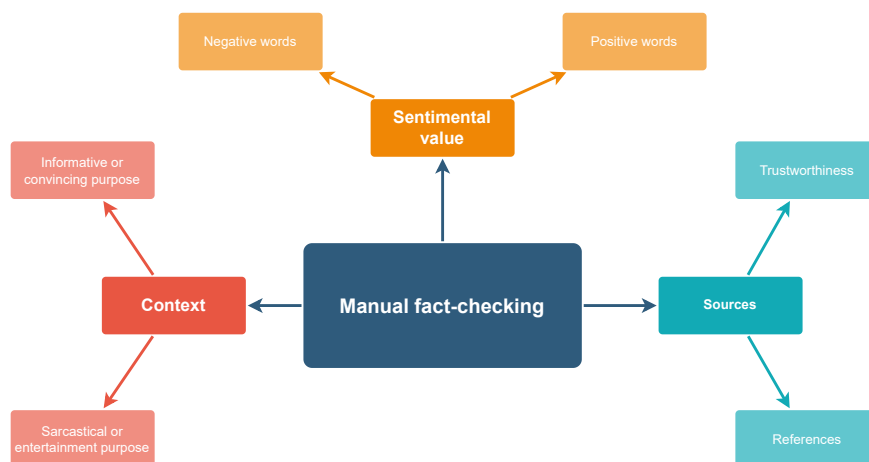 Negative words
Positive words
Sentimental
value
Informative or
convincing purpose
Trustworthiness
Context
Manual fact-checking
Sources
Sarcastical or
entertainment purpose
References